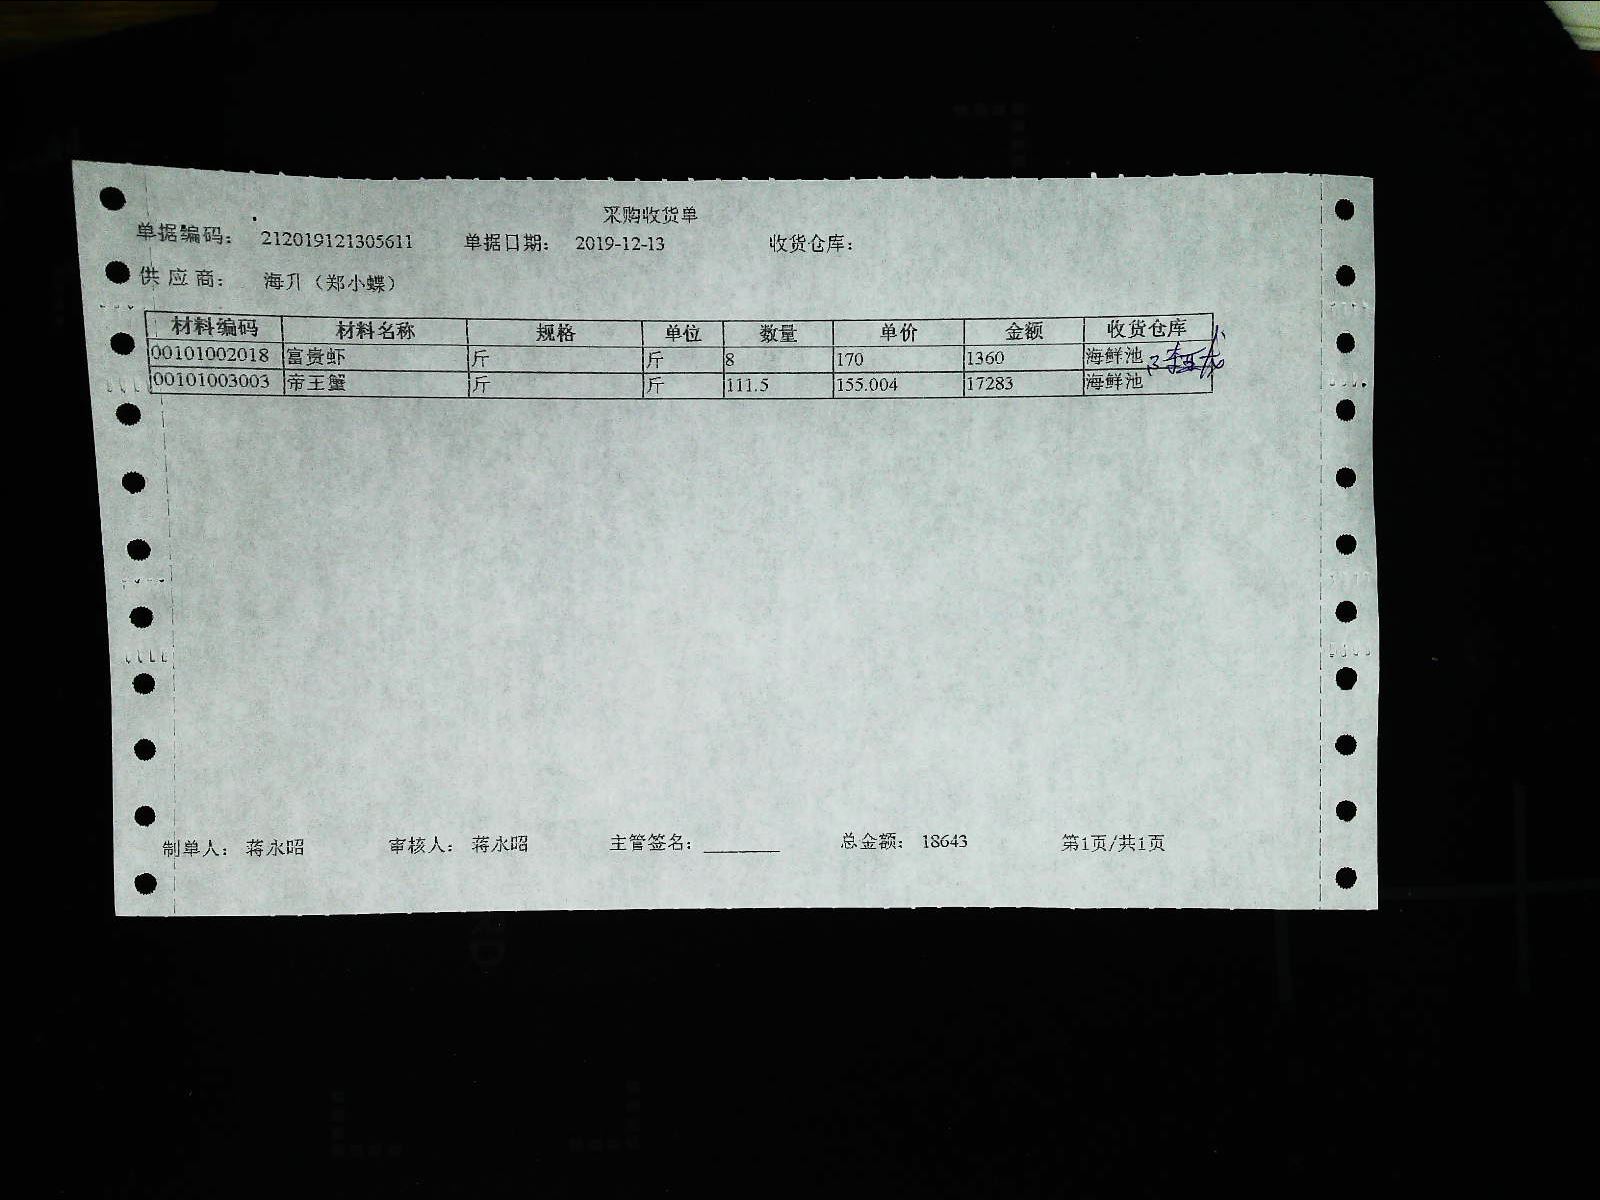 采购收货单
单据编码： 212019121305611 单据日期： 2019-12-13 收货仓库：
供应商： 海升（郑小蝶）
材料编码 材料名称 规格 单位 数量 单价 金额 收货仓库
00101002018 富贵虾 斤 斤 8 170 1360 海鲜池
00101003003 帝王蟹 斤 斤 111.5 155.004 17283 海鲜池
制单人： 蒋永昭 审核人： 蒋永昭 主管签名： 总金额： 18643 第1页/共1页